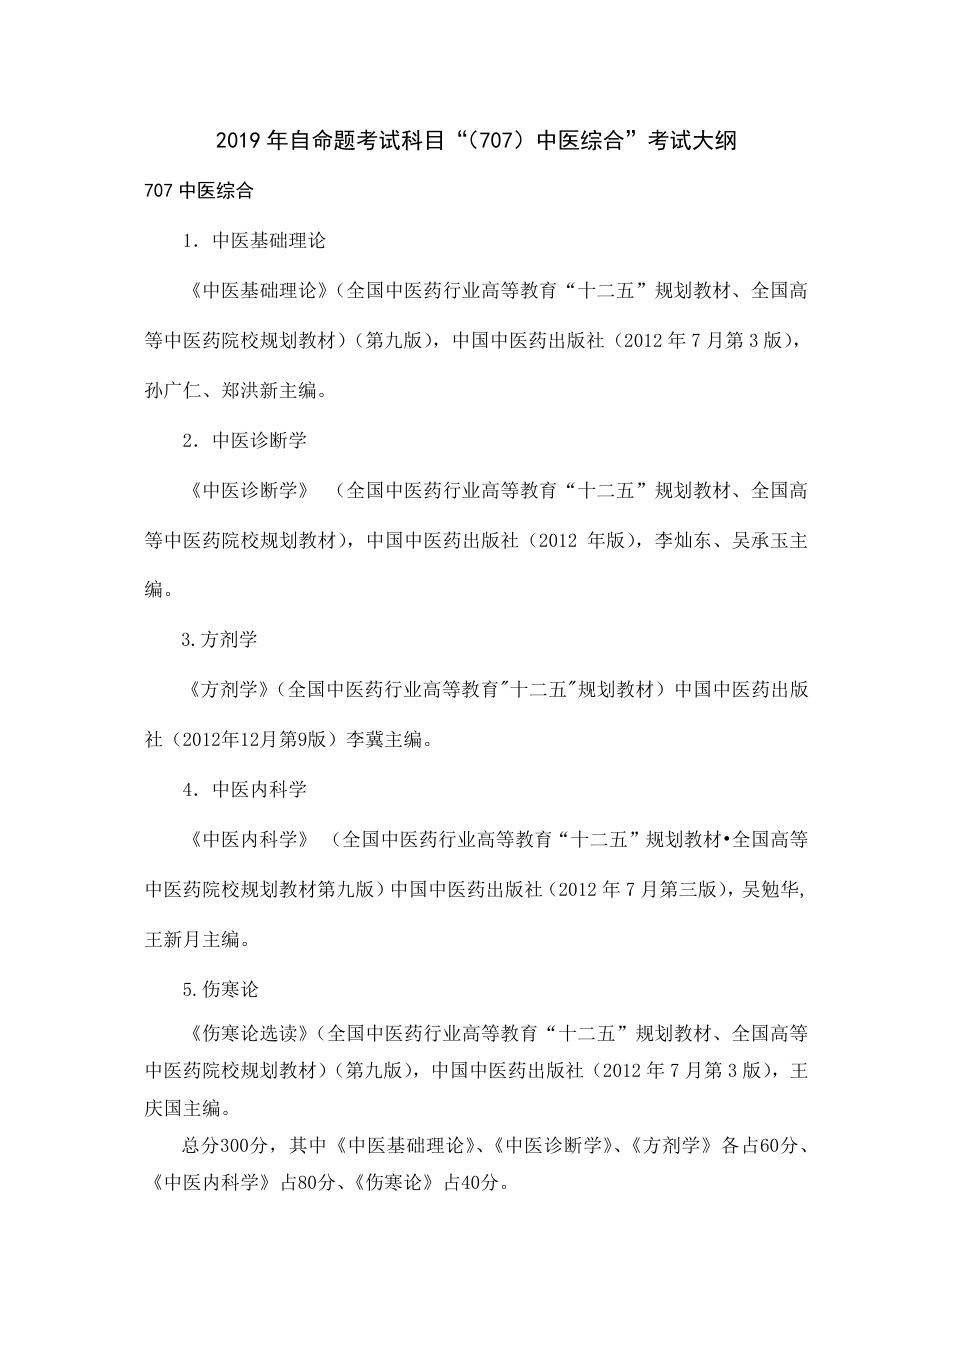 2019 年自命题考试科目“（707）中医综合”考试大纲
707 中医综合
1. 中医基础理论
《中医基础理论》（全国中医药行业高等教育“十二五”规划教材、全国高
等中医药院校规划教材）（第九版），中国中医药出版社（2012 年 7 月第 3 版），
孙广仁、郑洪新主编。
2. 中医诊断学
《中医诊断学》 （全国中医药行业高等教育“十二五”规划教材、全国高
等中医药院校规划教材），中国中医药出版社（2012 年版），李灿东、吴承玉主
编。
3.方剂学
《方剂学》（全国中医药行业高等教育"十二五"规划教材）中国中医药出版
社（2012年12月第9版）李冀主编。
4. 中医内科学
《中医内科学》 （全国中医药行业高等教育“十二五”规划教材•全国高等
中医药院校规划教材第九版）中国中医药出版社（2012 年 7 月第三版），吴勉华,
王新月主编。
5.伤寒论
《伤寒论选读》（全国中医药行业高等教育“十二五”规划教材、全国高等
中医药院校规划教材）（第九版），中国中医药出版社（2012 年 7 月第 3 版），王
庆国主编。
总分300分，其中《中医基础理论》、《中医诊断学》、《方剂学》各占60分、
《中医内科学》占80分、《伤寒论》占40分。